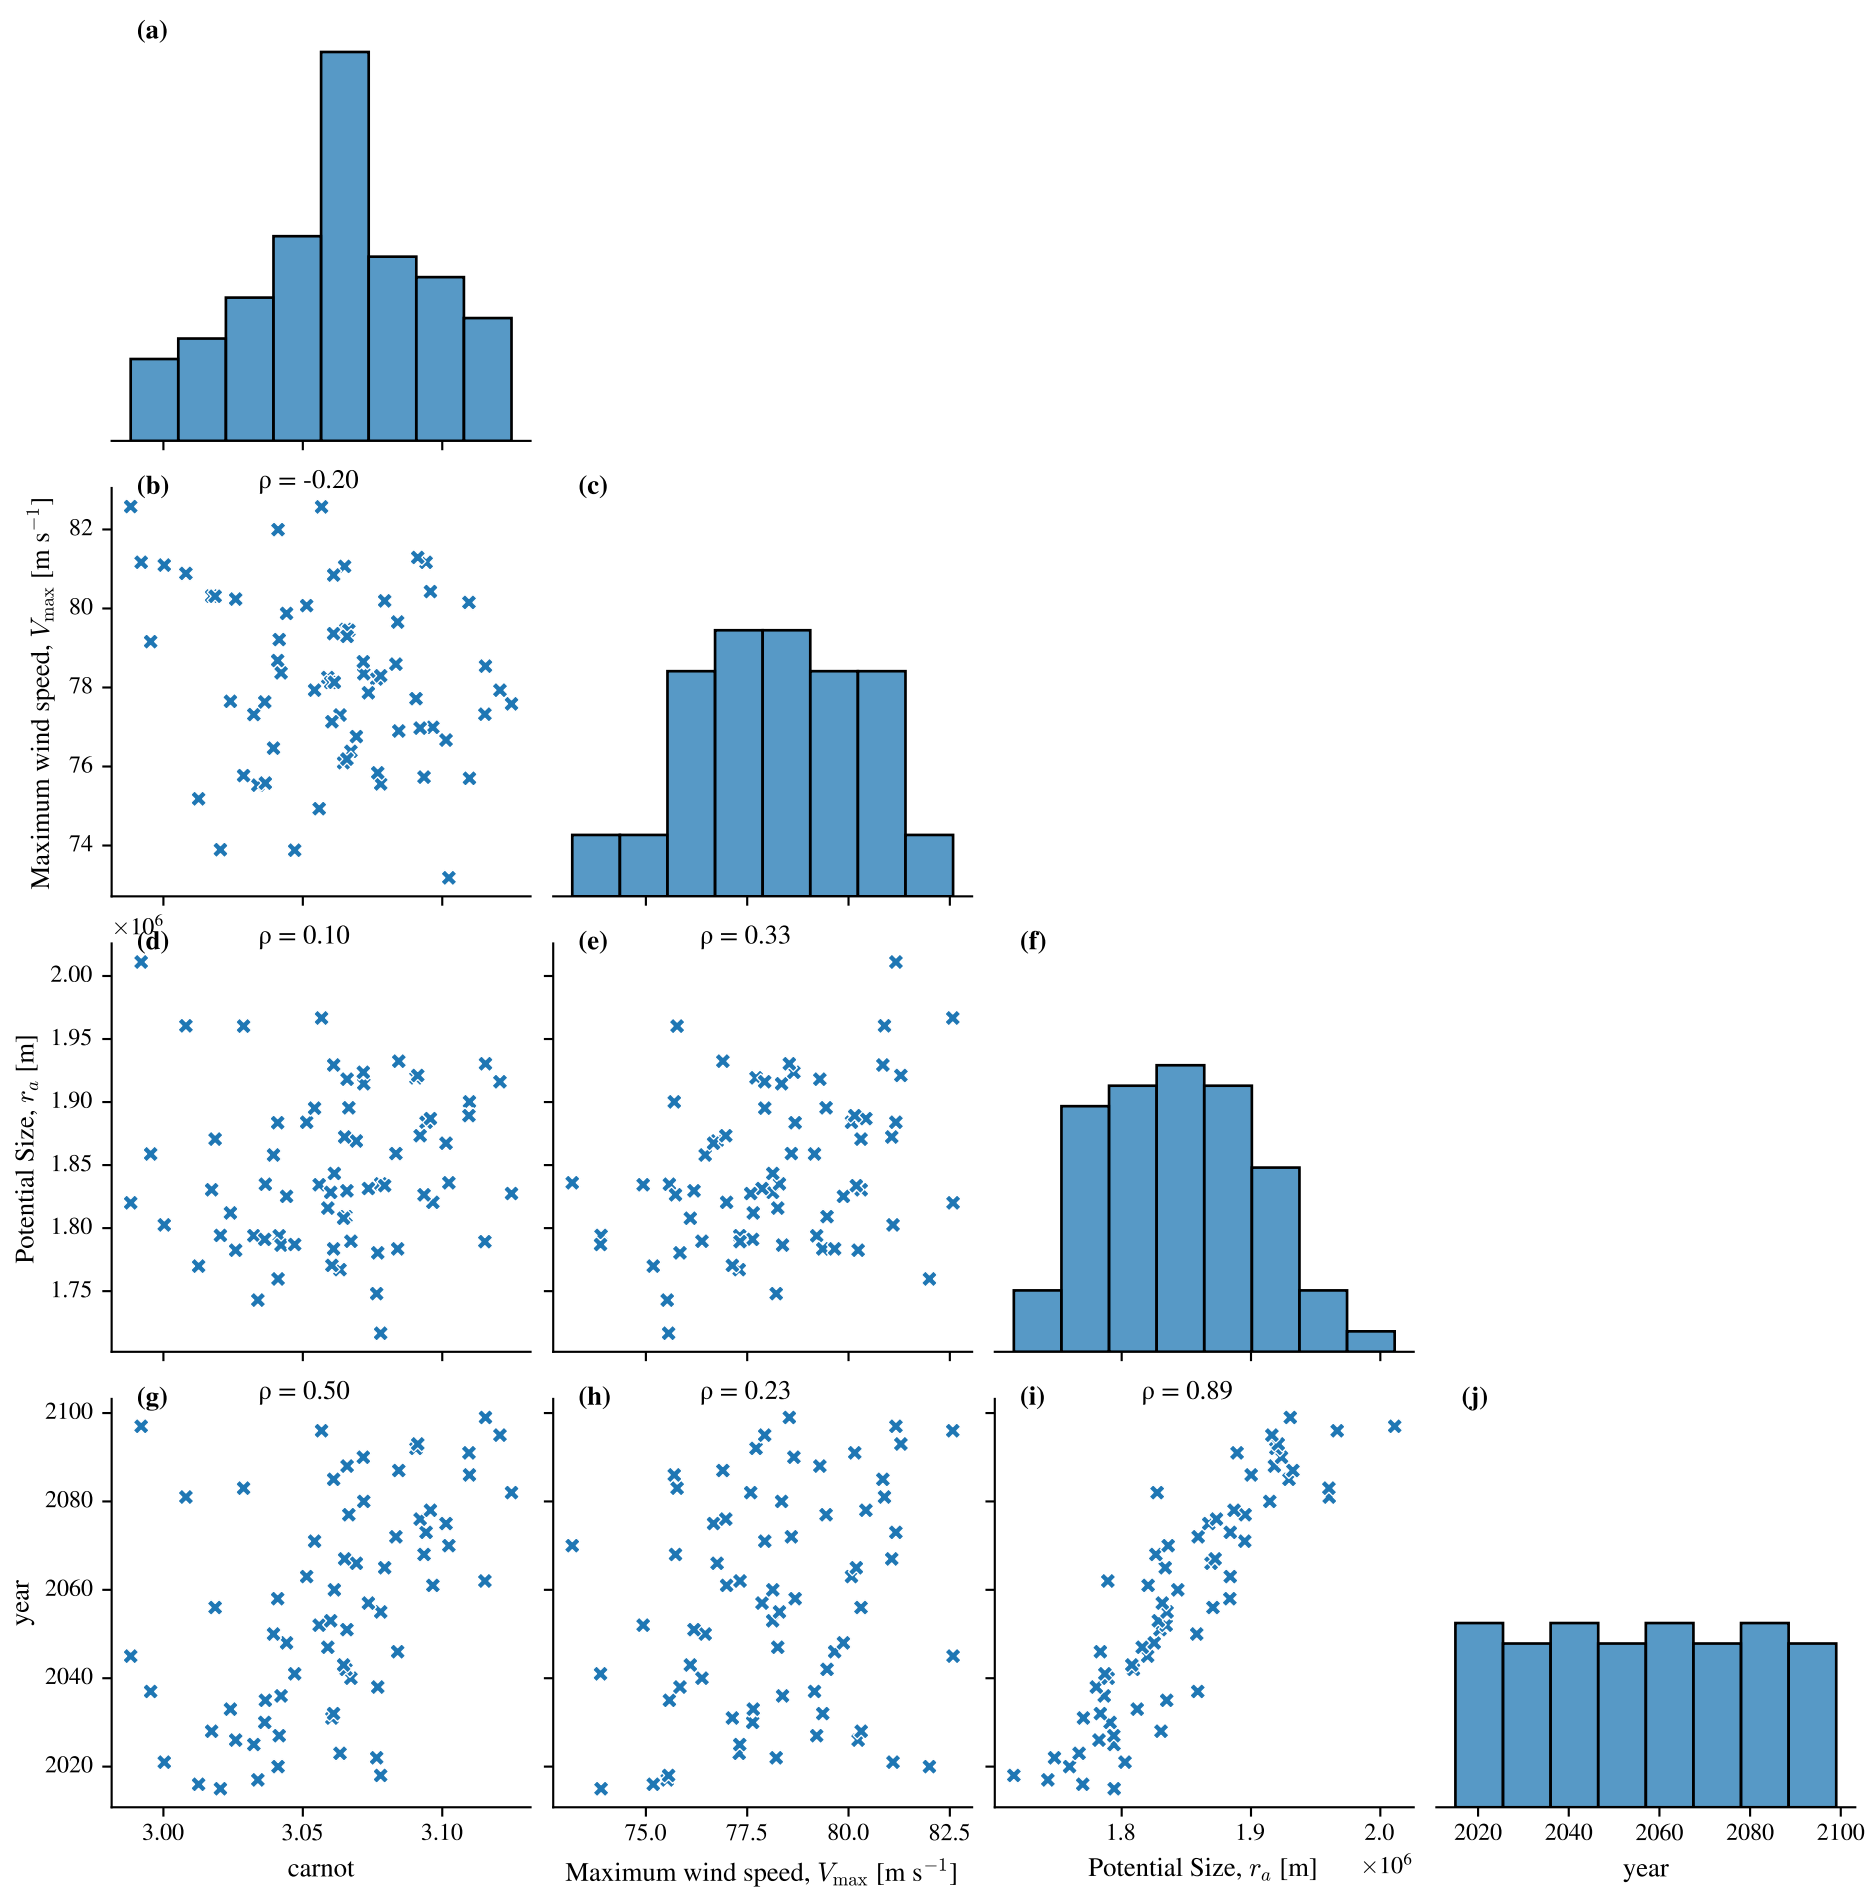 (a)
(b) ρ = -0.20
(c)
Maximum wind speed, Vmax [m s−1]
82
80
78
76
74
×10^6
(d) ρ = 0.10
(e) ρ = 0.33
(f)
Potential Size, ra [m]
2.00
1.95
1.90
1.85
1.80
1.75
(g) ρ = 0.50
(h) ρ = 0.23
(i) ρ = 0.89
(j)
year
2100
2080
2060
2040
2020
3.00 3.05 3.10
carnot
75.0 77.5 80.0 82.5
Maximum wind speed, Vmax [m s−1]
1.8 1.9 2.0
Potential Size, ra [m] ×10^6
2020 2040 2060 2080 2100
year